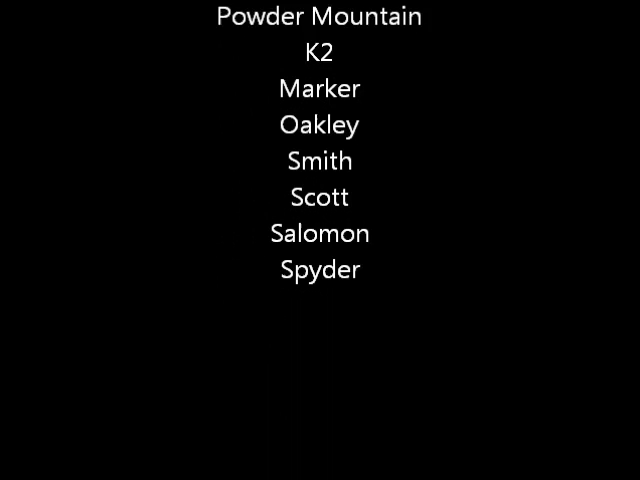 Powder Mountain
K2
Marker
Oakley
Smith
Scott
Salomon
Spyder